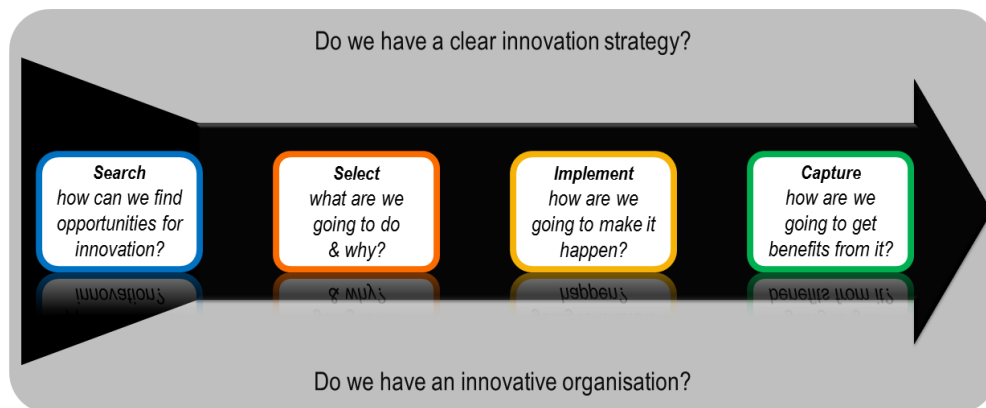 Do we have a clear innovation strategy?
Search
how can we find
opportunities for
innovation?
Select
what are we
going to do
& why?
Implement
how are we
going to make it
happen?
Capture
how are we
going to get
benefits from it?
Do we have an innovative organisation?